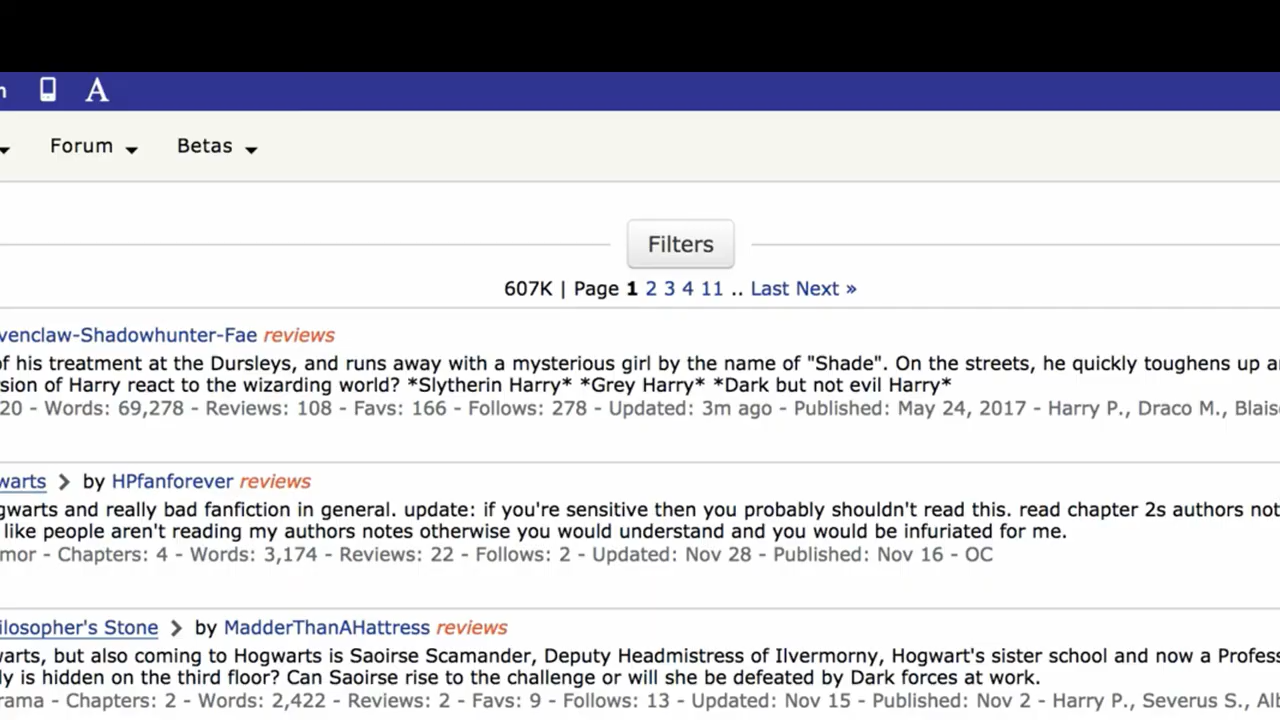 A
Forum Betas
Filters
607K | Page 1 2 3 4 11 .. Last Next »
venclaw-Shadowhunter-Fae reviews
of his treatment at the Dursleys, and runs away with a mysterious girl by the name of "Shade". On the streets, he quickly toughens up
sion of Harry react to the wizarding world? *Slytherin Harry* *Grey Harry* *Dark but not evil Harry*
20 - Words: 69,278 - Reviews: 108 - Favs: 166 - Follows: 278 - Updated: 3m ago - Published: May 24, 2017 - Harry P., Draco M., Blais
warts > by HPfanforever reviews
gwarts and really bad fanfiction in general. update: if you're sensitive then you probably shouldn't read this. read chapter 2s authors not
like people aren't reading my authors notes otherwise you would understand and you would be infuriated for me.
mor - Chapters: 4 - Words: 3,174 - Reviews: 22 - Follows: 2 - Updated: Nov 28 - Published: Nov 16 - OC
ilosopher's Stone > by MadderThanAHattress reviews
warts, but also coming to Hogwarts is Saoirse Scamander, Deputy Headmistress of Ilvermorny, Hogwart's sister school and now a Profess
ly is hidden on the third floor? Can Saoirse rise to the challenge or will she be defeated by Dark forces at work.
rama - Chapters: 2 - Words: 2,422 - Reviews: 2 - Favs: 9 - Follows: 13 - Updated: Nov 15 - Published: Nov 2 - Harry P., Severus S., Alb